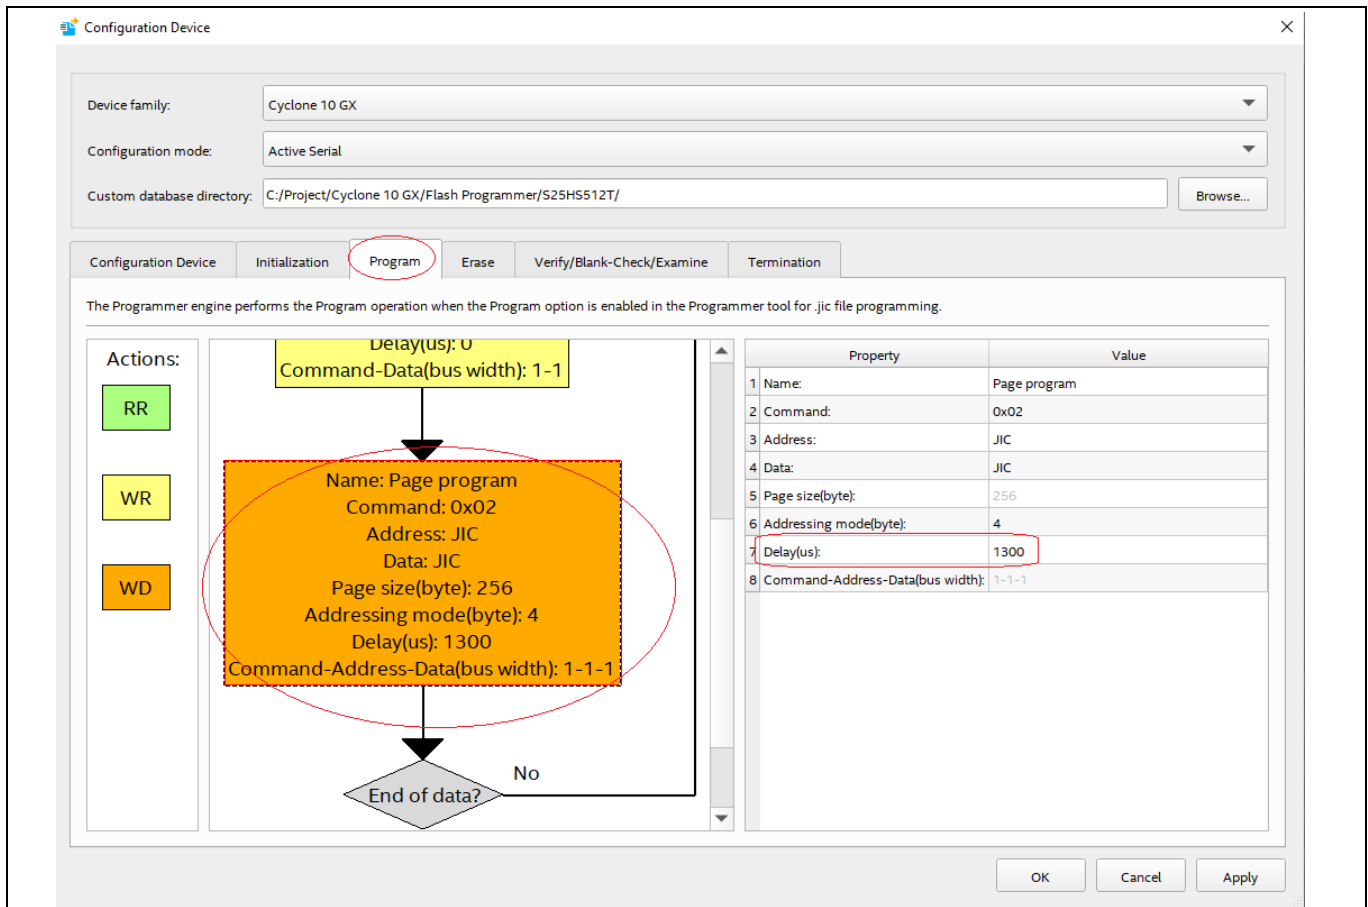 Configuration Device
Device family:
Cyclone 10 GX
Configuration mode:
Active Serial
Custom database directory:
C:/Project/Cyclone 10 GX/Flash Programmer/S25HS512T/
Browse...
Configuration Device
Initialization
Program
Erase
Verify/Blank-Check/Examine
Termination
The Programmer engine performs the Program operation when the Program option is enabled in the Programmer tool for .jic file programming.
Actions:
RR
WR
WD
Delay(us): 0
Command-Data(bus width): 1-1
Name: Page program
Command: 0x02
Address: JIC
Data: JIC
Page size(byte): 256
Addressing mode(byte): 4
Delay(us): 1300
Command-Address-Data(bus width): 1-1-1
End of data?
No
Property Value
1 Name: Page program
2 Command: 0x02
3 Address: JIC
4 Data: JIC
5 Page size(byte): 256
6 Addressing mode(byte): 4
7 Delay(us): 1300
8 Command-Address-Data(bus width): 1-1-1
OK
Cancel
Apply